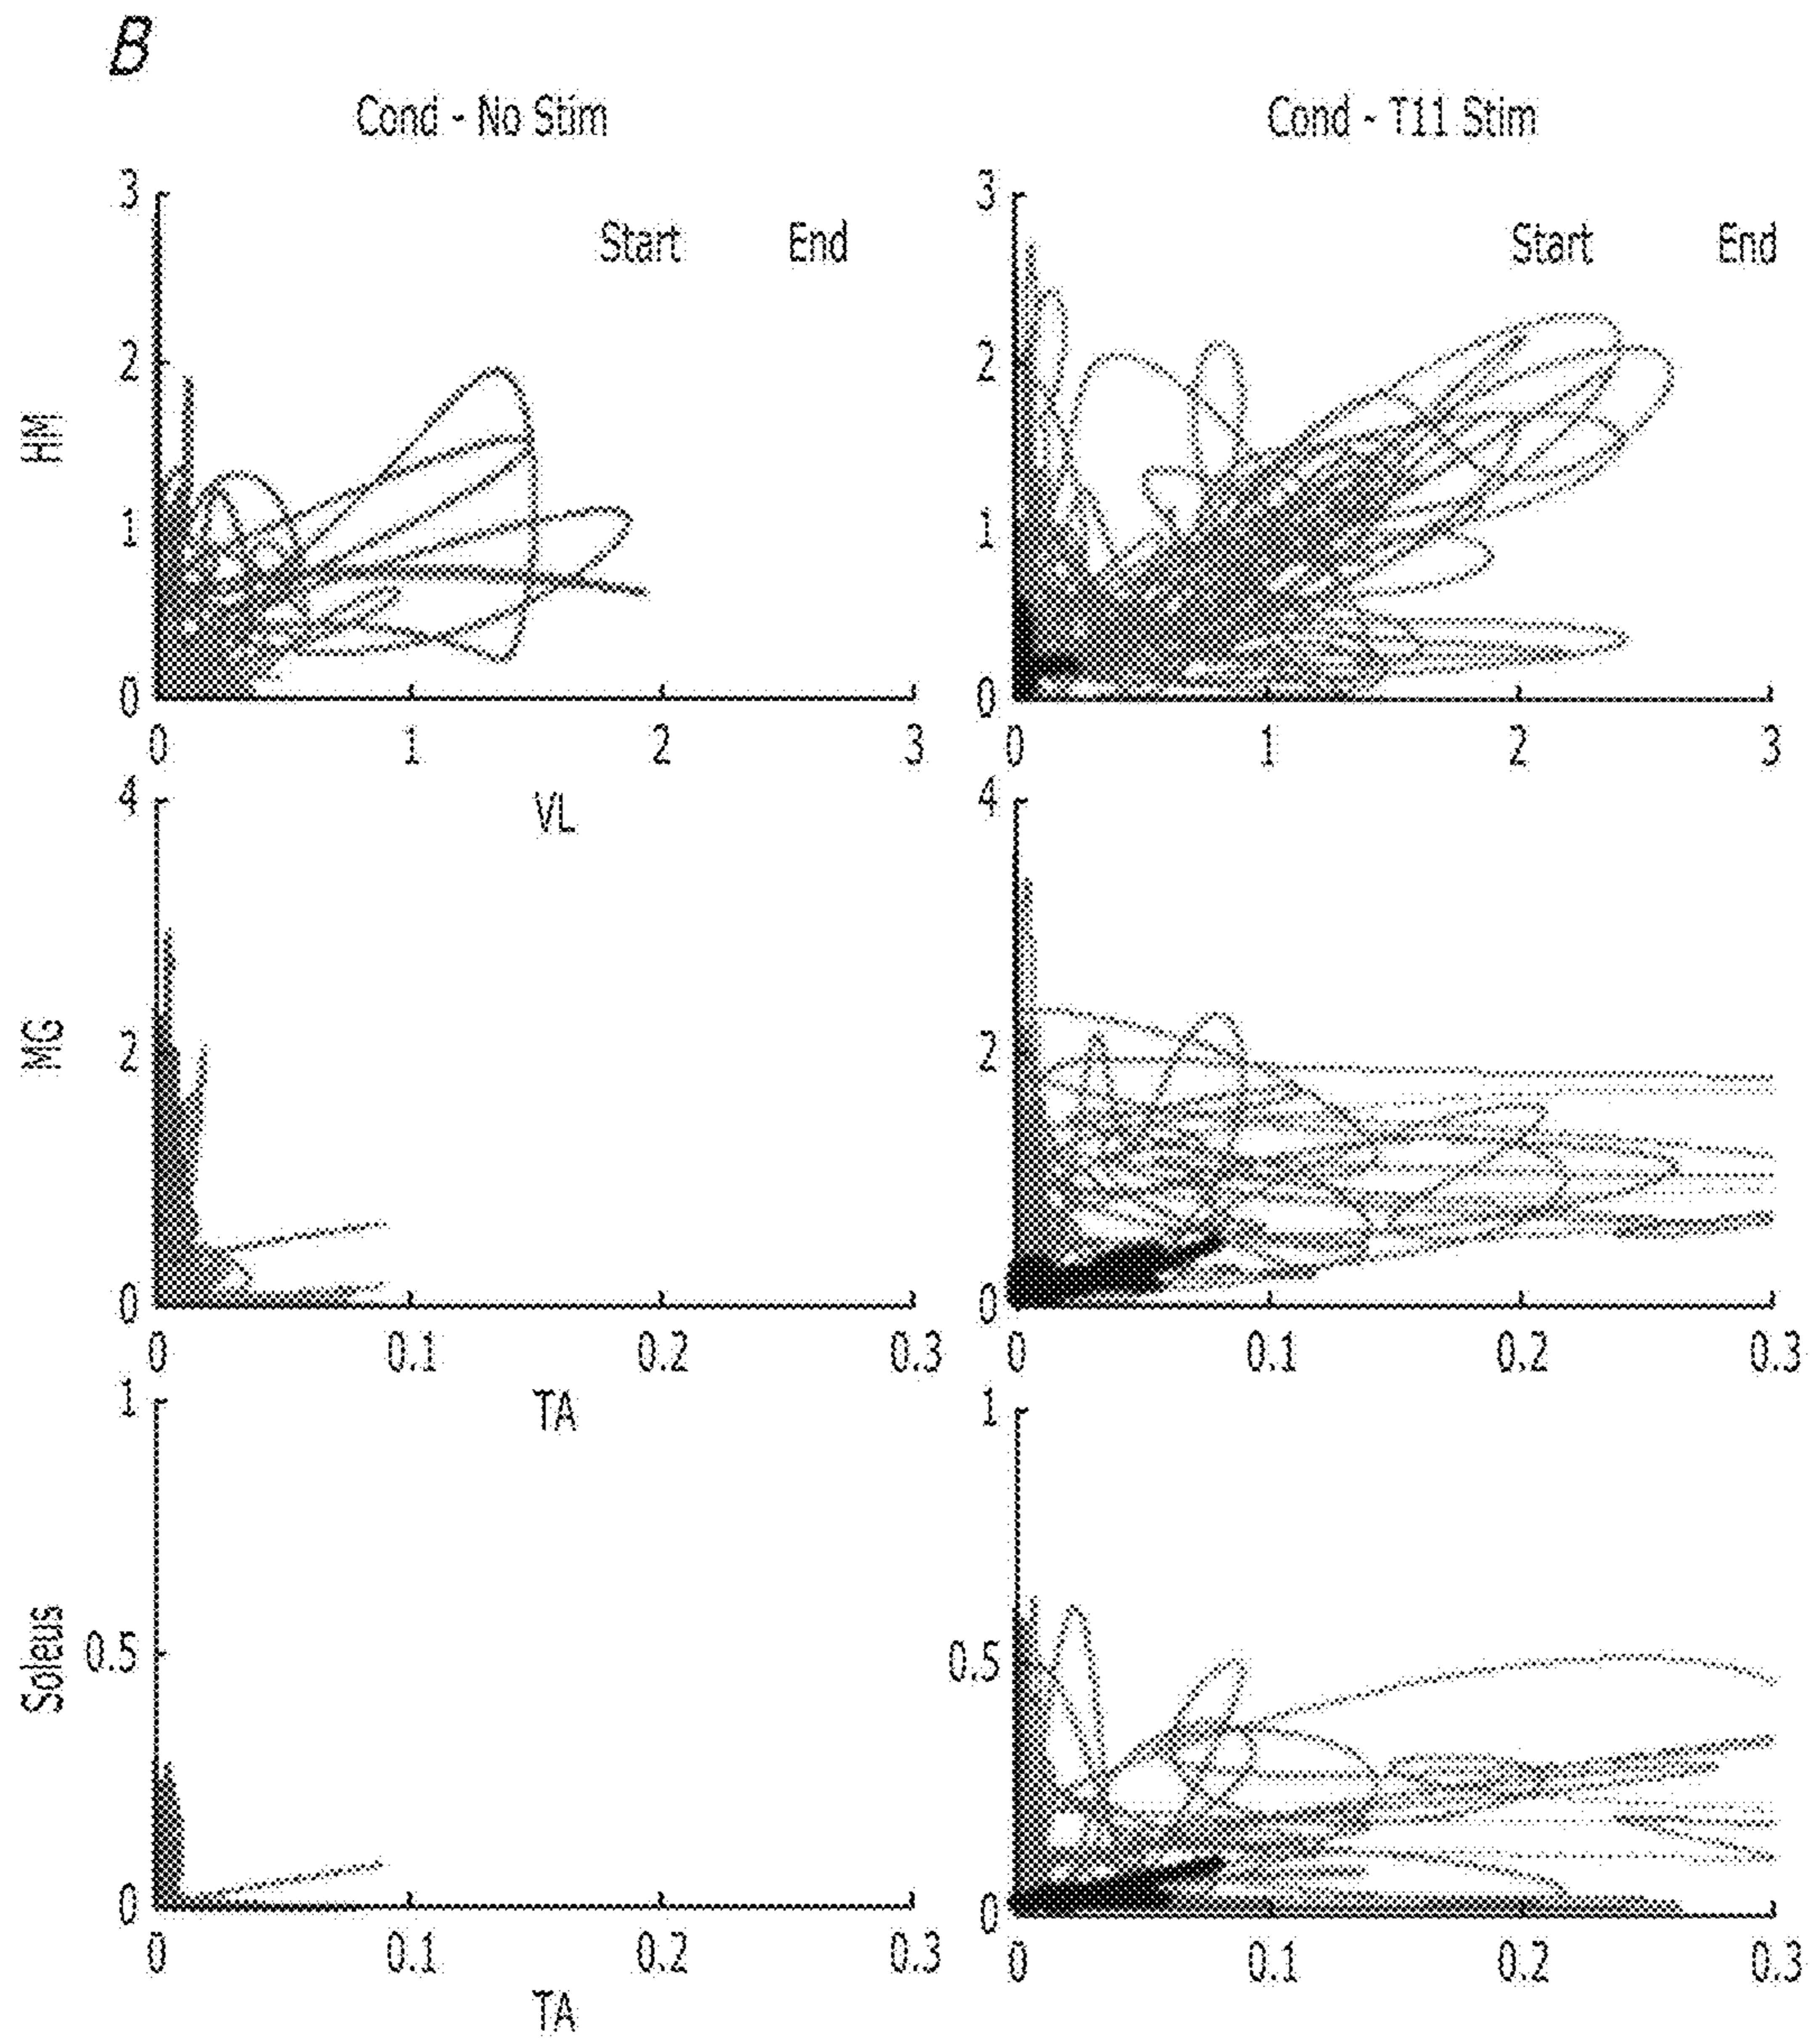 B
Cond - No Stim Cond - T11 Stim
3 3
Start End Start End
2 2
HM
1 1
0 0
0 1 2 3 0 1 2 3
VL
4 4
MG
2 2
0 0
0 0.1 0.2 0.3 0 0.1 0.2 0.3
TA
1 1
Soleus
0.5 0.5
0 0
0 0.1 0.2 0.3 0 0.1 0.2 0.3
TA